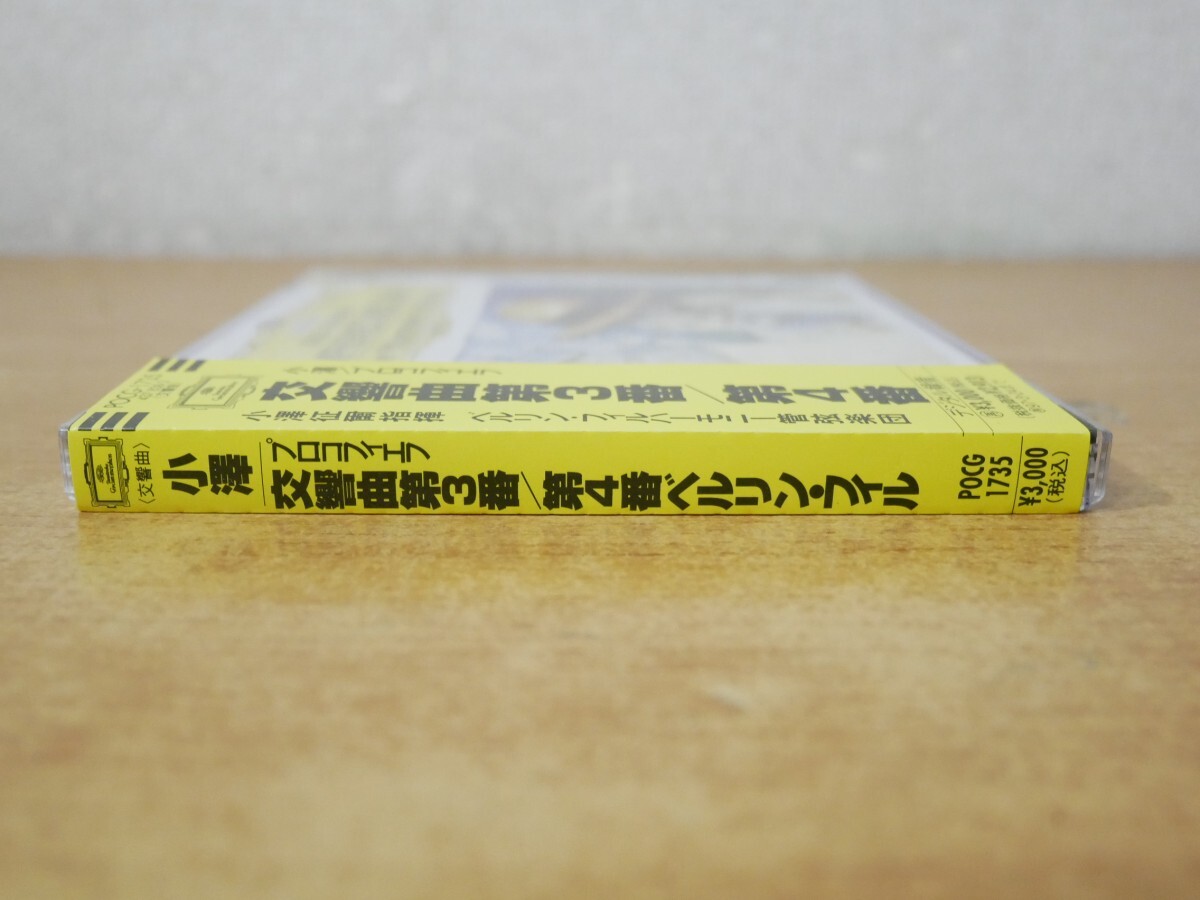 小澤/プロコフィエフ
交響曲第3番/第4番
小澤征爾指揮 ベルリン・フィルハーモニー管弦楽団
〈交響曲〉
小澤
プロコフィエフ
交響曲第3番/第4番 ベルリン・フィル
POCG
1735
¥3,000
(税込)